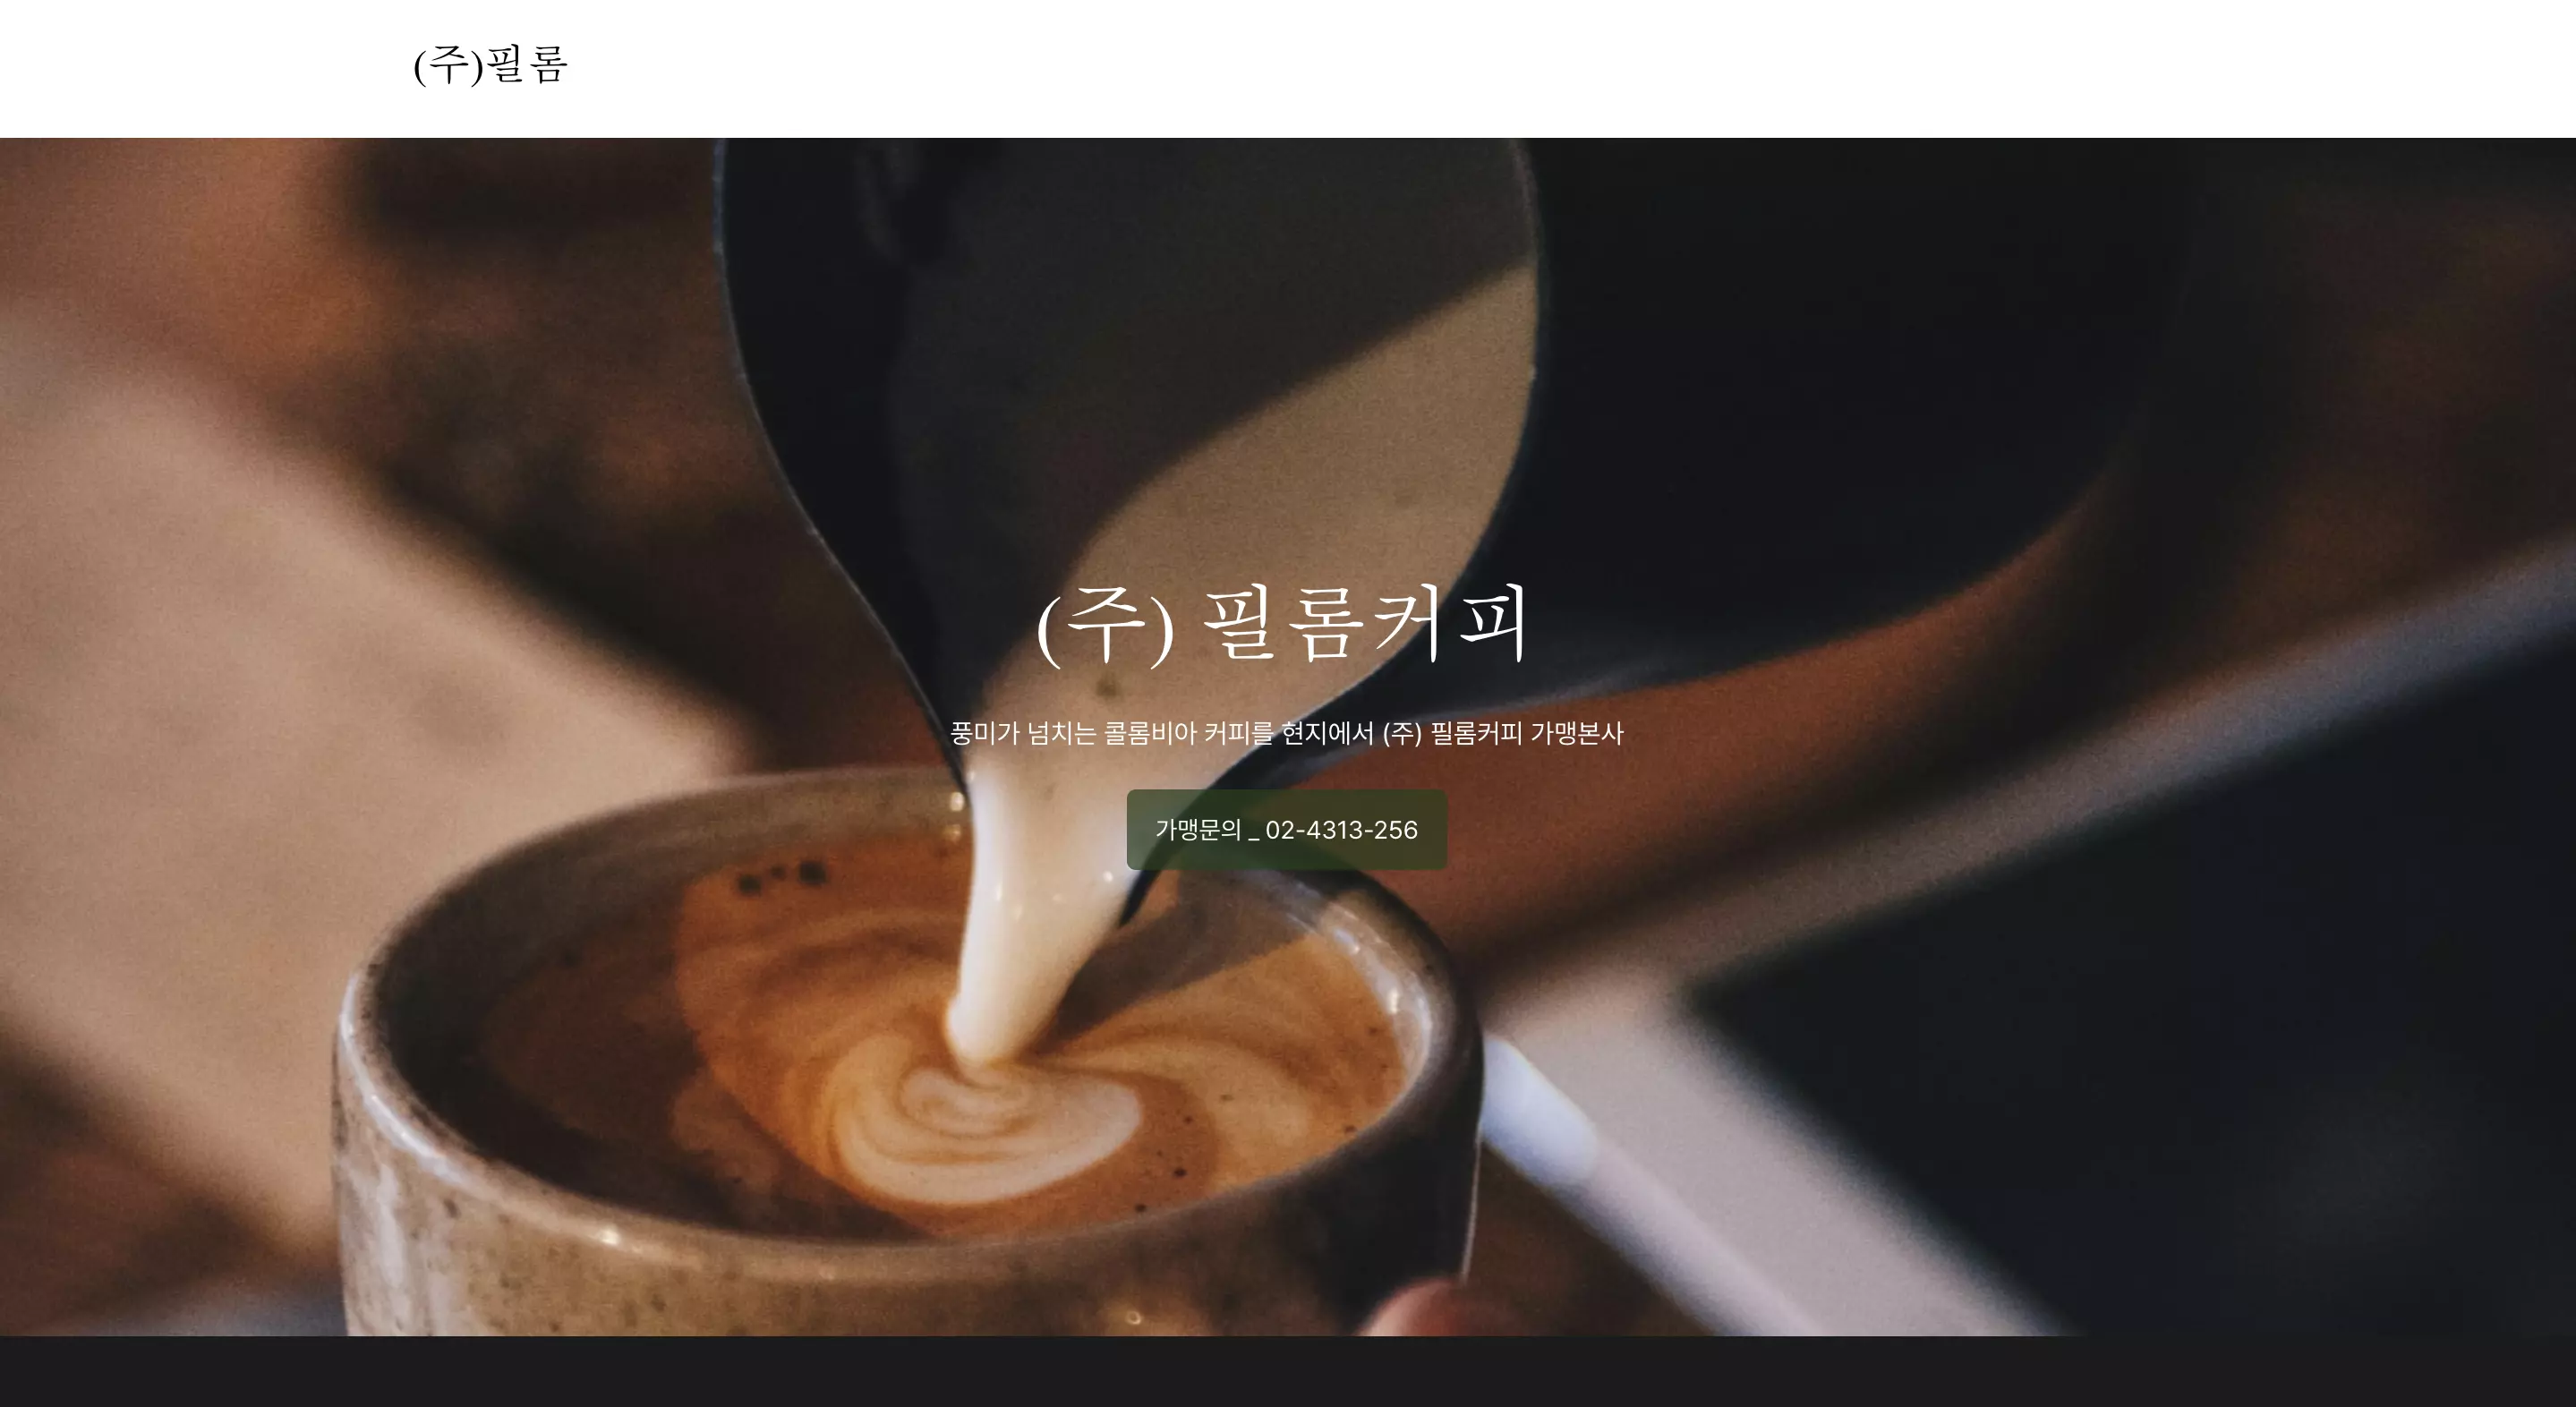 (주)필롬
(주) 필롬커피
풍미가 넘치는 콜롬비아 커피를 현지에서 (주) 필롬커피 가맹본사
가맹문의 _ 02-4313-256